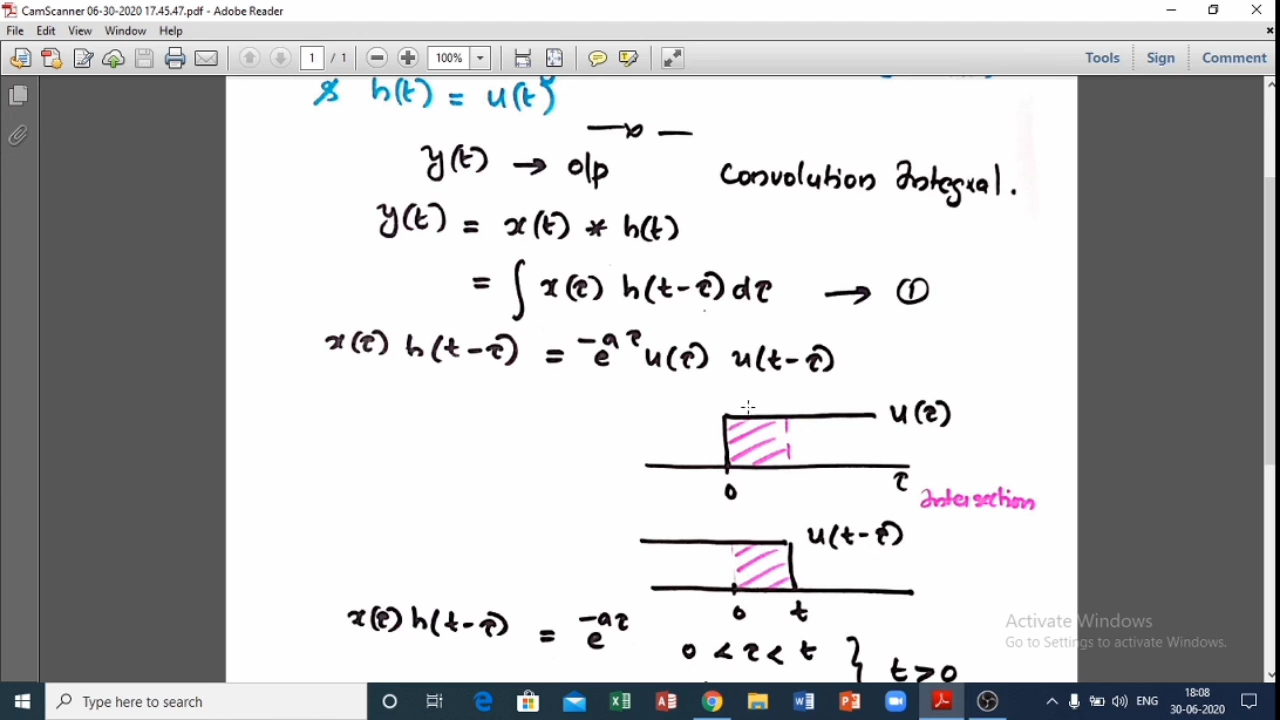 CamScanner 06-30-2020 17.45.47.pdf - Adobe Reader
File Edit View Window Help
1 / 1 100% Tools Sign Comment
& h(t) = u(t)
y(t) → o/p Convolution Integral.
y(t) = x(t) * h(t)
= ∫ x(τ) h(t-τ)dτ → ①
x(τ) h(t-τ) = e^{-aτ} u(τ) u(t-τ)
u(τ)
0 τ
Intersection
u(t-τ)
0 t
x(τ) h(t-τ) = e^{-aτ}
0 < τ < t } t>0
Activate Windows
Go to Settings to activate Windows.
Type here to search
ENG
18:08
30-06-2020